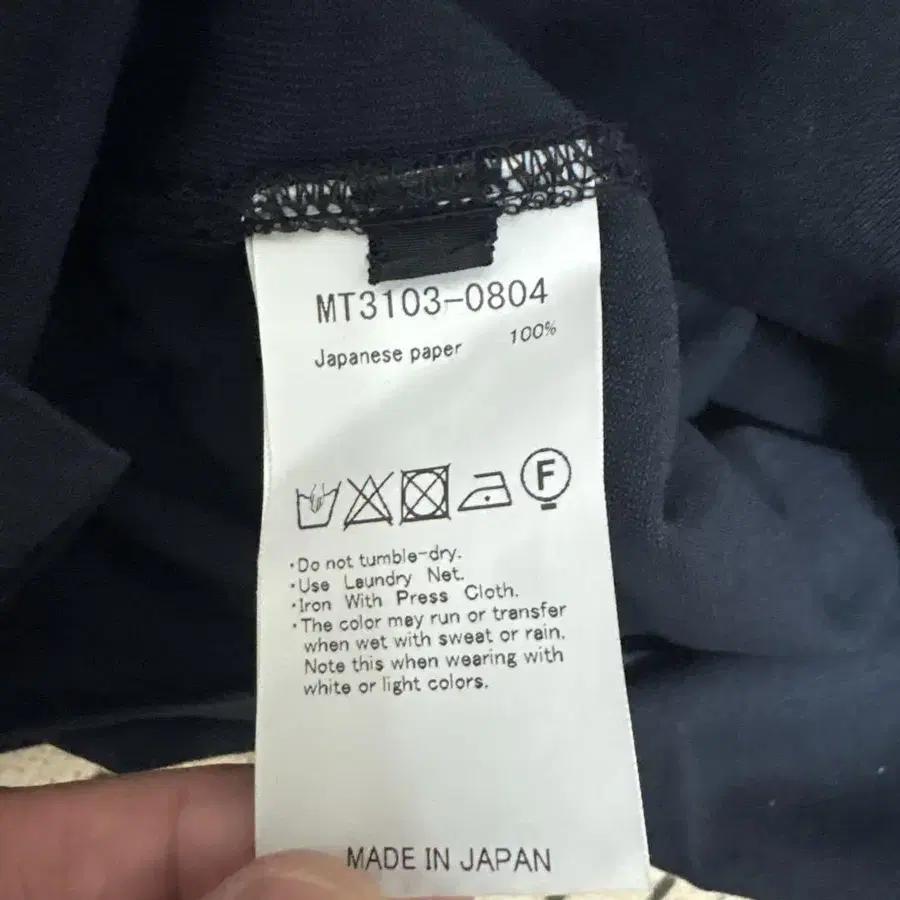 MT3103-0804
Japanese paper 100%
F
・Do not tumble-dry.
・Use Laundry Net.
・Iron With Press Cloth.
・The color may run or transfer
when wet with sweat or rain.
Note this when wearing with
white or light colors.
MADE IN JAPAN